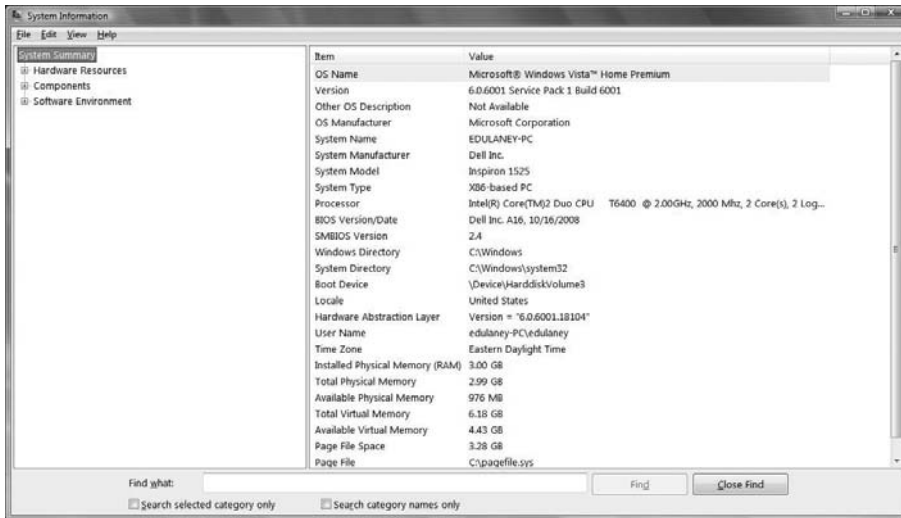 System Information
File Edit View Help
System Summary
Hardware Resources
Components
Software Environment
Item Value
OS Name Microsoft® Windows Vista™ Home Premium
Version 6.0.6001 Service Pack 1 Build 6001
Other OS Description Not Available
OS Manufacturer Microsoft Corporation
System Name EDULANEY-PC
System Manufacturer Dell Inc.
System Model Inspiron 1525
System Type X86-based PC
Processor Intel(R) Core(TM)2 Duo CPU T6400 @ 2.00GHz, 2000 Mhz, 2 Core(s), 2 Log...
BIOS Version/Date Dell Inc. A16, 10/16/2008
SMBIOS Version 2.4
Windows Directory C:\Windows
System Directory C:\Windows\system32
Boot Device \Device\HarddiskVolume3
Locale United States
Hardware Abstraction Layer Version = "6.0.6001.18104"
User Name edulaney-PC\edulaney
Time Zone Eastern Daylight Time
Installed Physical Memory (RAM) 3.00 GB
Total Physical Memory 2.99 GB
Available Physical Memory 976 MB
Total Virtual Memory 6.18 GB
Available Virtual Memory 4.43 GB
Page File Space 3.28 GB
Page File C:\pagefile.sys
Find what: Find Close Find
Search selected category only Search category names only